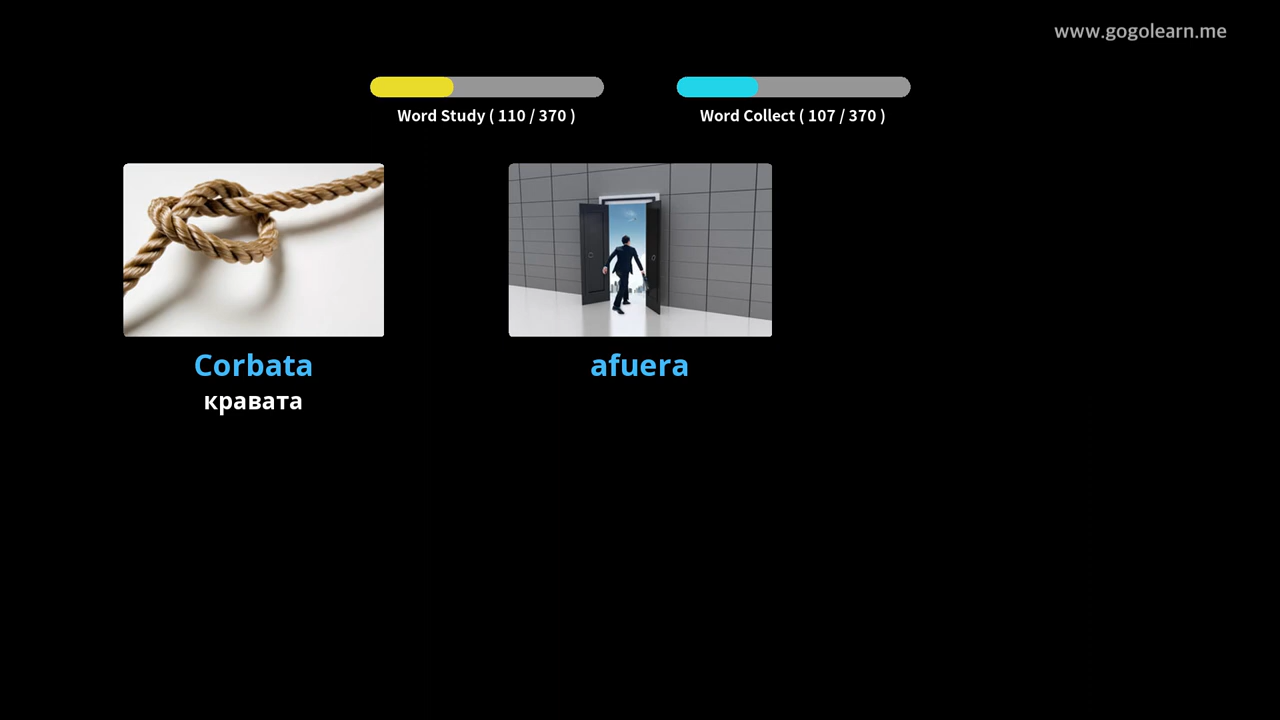 www.gogolearn.me
Word Study ( 110 / 370 )
Word Collect ( 107 / 370 )
Corbata
кравата
afuera